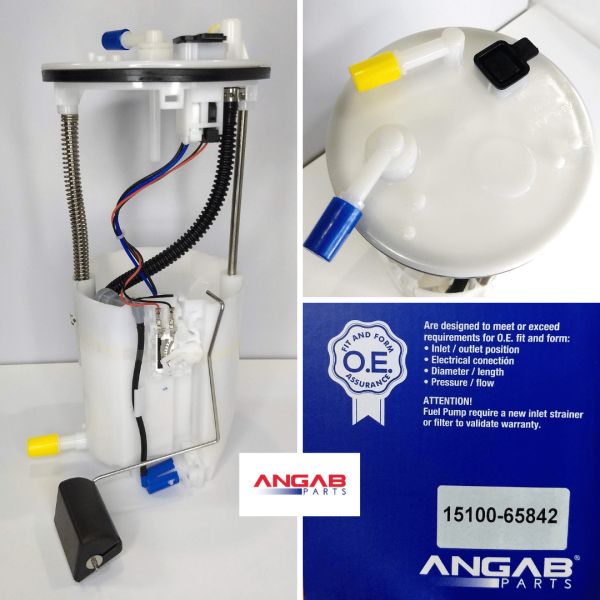 FIT AND FORM
O.E.
ASSURANCE
Are designed to meet or exceed
requirements for O.E. fit and form:
• Inlet / outlet position
• Electrical conection
• Diameter / length
• Pressure / flow
ATTENTION!
Fuel Pump require a new inlet strainer
or filter to validate warranty.
ANGAB
PARTS
15100-65842
ANGAB®
PARTS